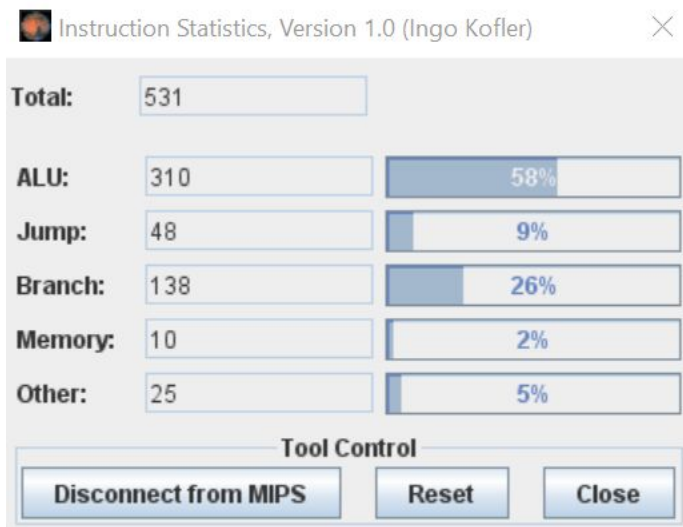 Instruction Statistics, Version 1.0 (Ingo Kofler)
Total: 531
ALU: 310 58%
Jump: 48 9%
Branch: 138 26%
Memory: 10 2%
Other: 25 5%
Tool Control
Disconnect from MIPS Reset Close